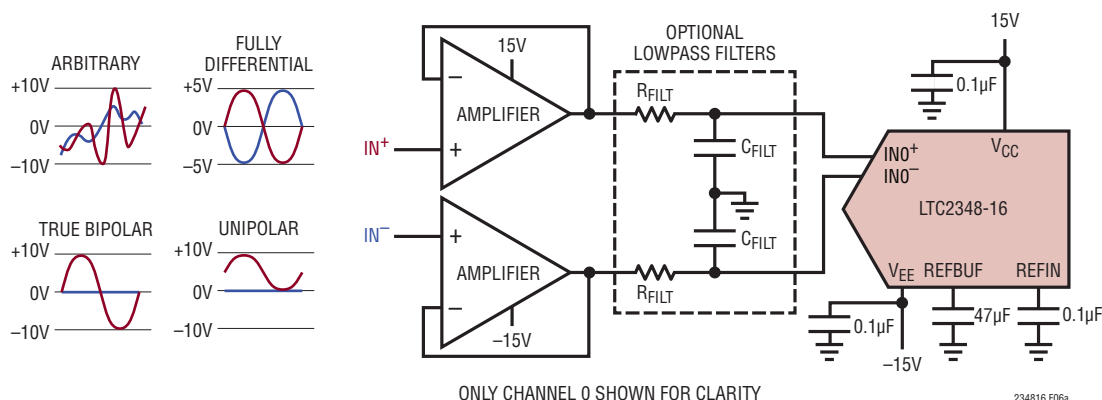 ARBITRARY
+10V
0V
–10V
FULLY
DIFFERENTIAL
+5V
0V
–5V
TRUE BIPOLAR
+10V
0V
–10V
UNIPOLAR
+10V
0V
–10V
IN+
IN–
15V
–
AMPLIFIER
+
+
AMPLIFIER
–
–15V
OPTIONAL
LOWPASS FILTERS
RFILT
CFILT
CFILT
RFILT
15V
0.1µF
VCC
IN0+
IN0–
LTC2348-16
VEE REFBUF REFIN
0.1µF
–15V
47µF
0.1µF
ONLY CHANNEL 0 SHOWN FOR CLARITY
234816 F06a